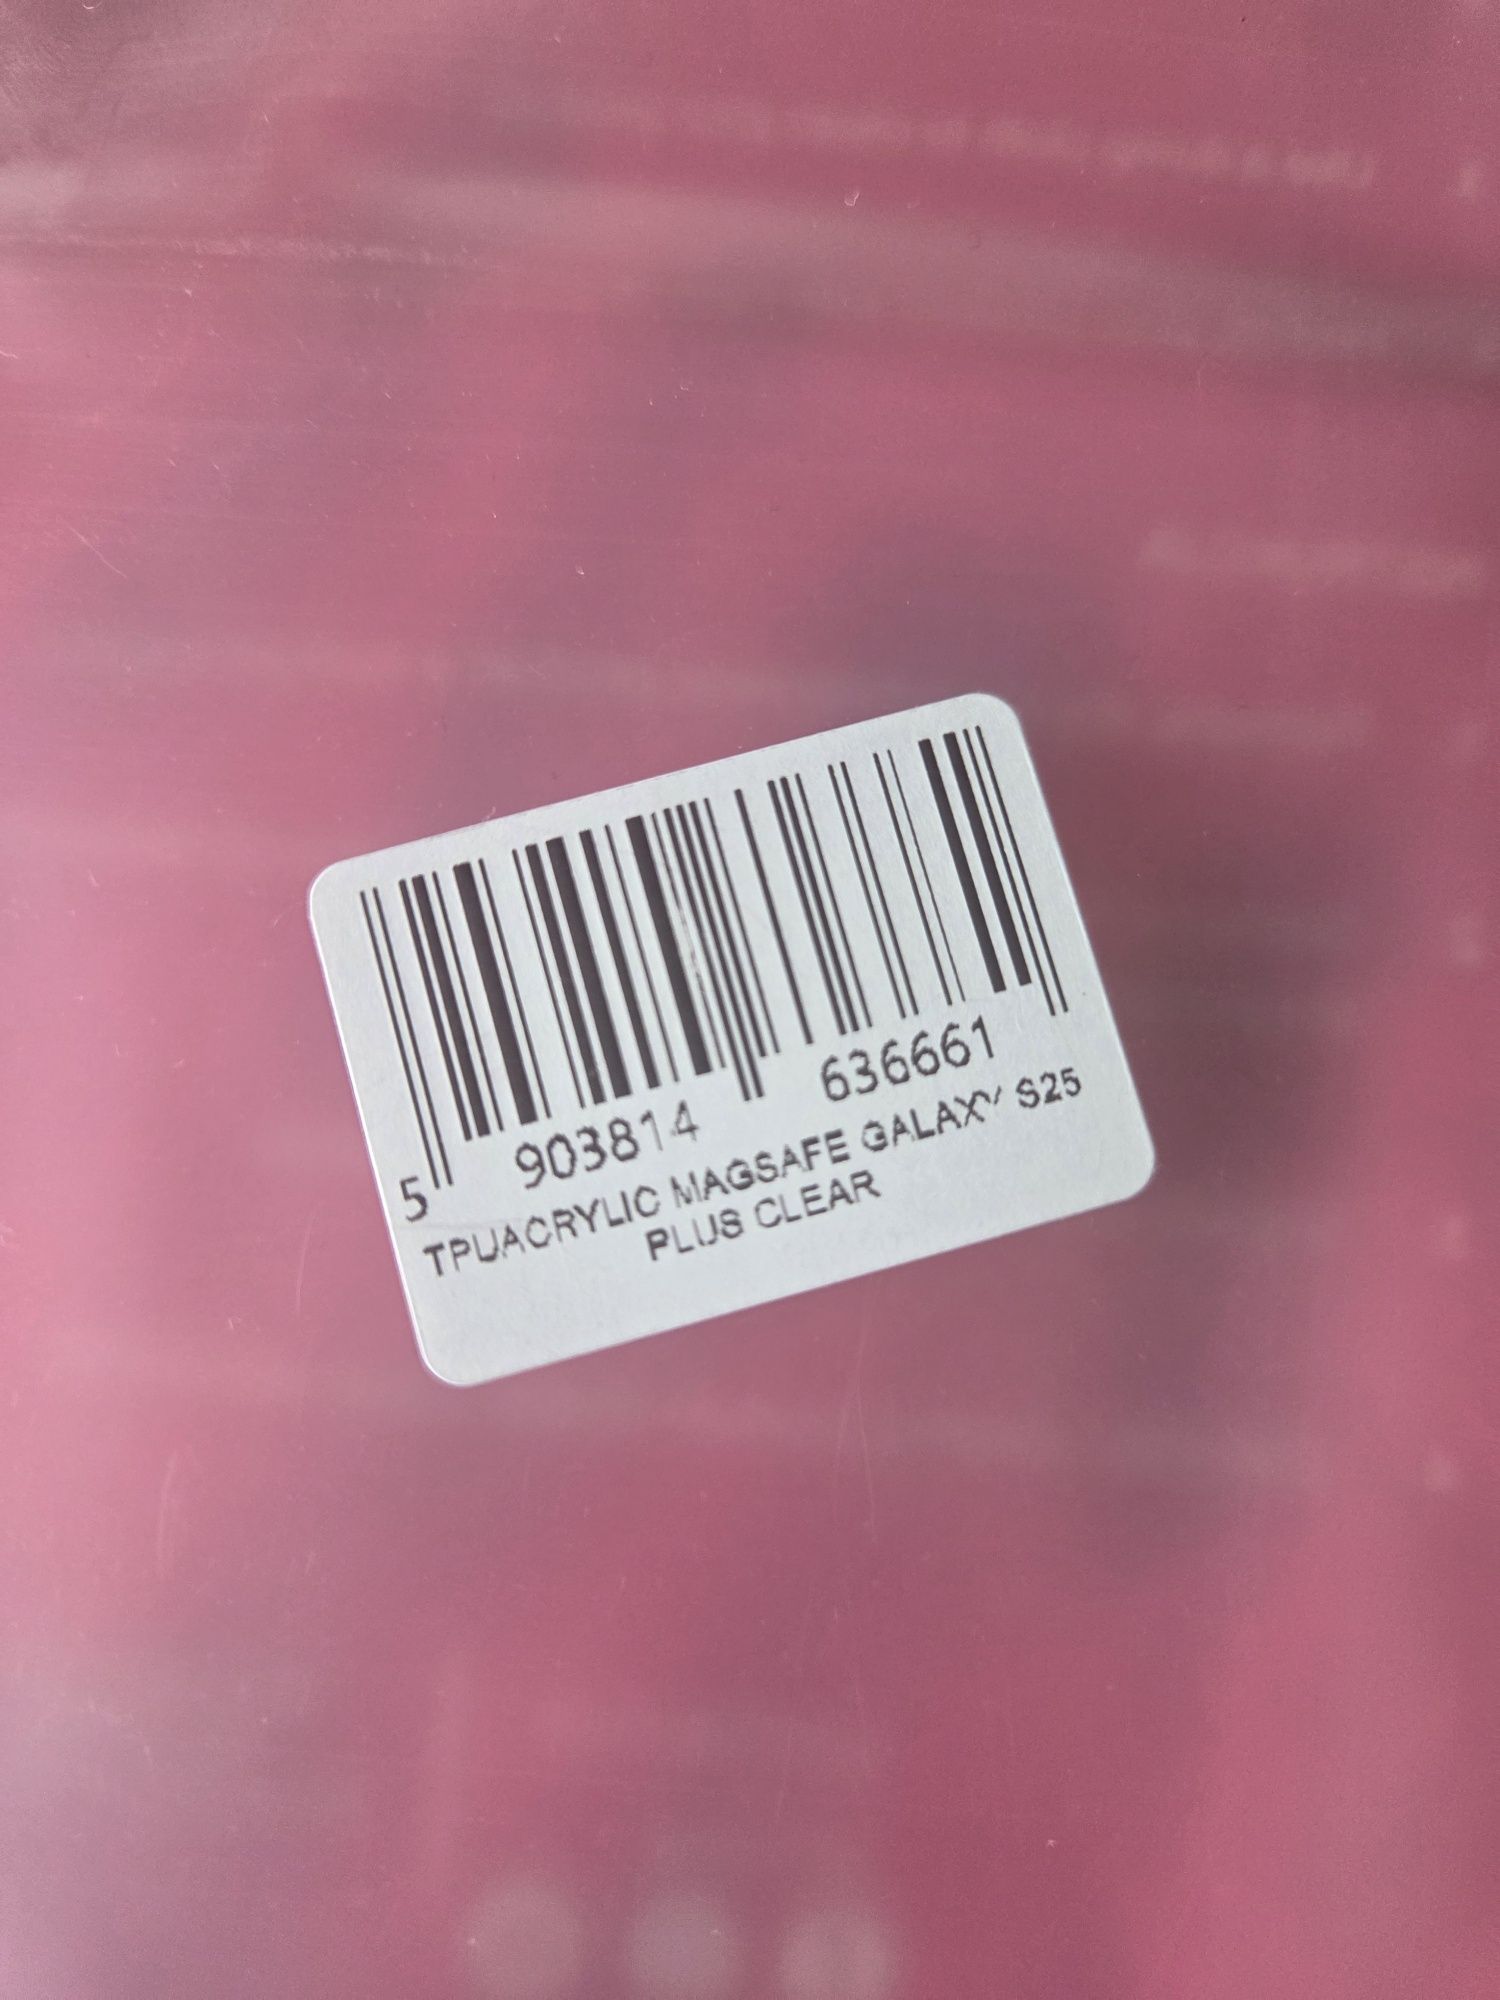 5 903814 636661
TPUACRYLIC MAGSAFE GALAXY S25
PLUS CLEAR